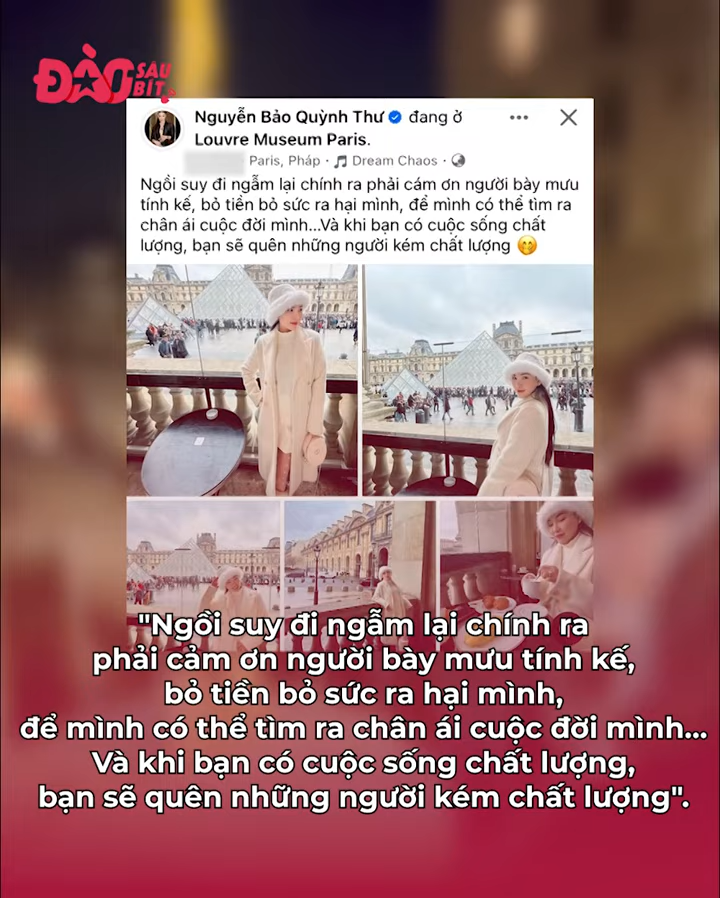 ĐÀO SÂU
BÍT
Nguyễn Bảo Quỳnh Thư đang ở
Louvre Museum Paris.
Paris, Pháp · Dream Chaos ·
Ngồi suy đi ngẫm lại chính ra phải cám ơn người bày mưu
tính kế, bỏ tiền bỏ sức ra hại mình, để mình có thể tìm ra
chân ái cuộc đời mình...Và khi bạn có cuộc sống chất
lượng, bạn sẽ quên những người kém chất lượng 🤭
"Ngồi suy đi ngẫm lại chính ra
phải cảm ơn người bày mưu tính kế,
bỏ tiền bỏ sức ra hại mình,
để mình có thể tìm ra chân ái cuộc đời mình...
Và khi bạn có cuộc sống chất lượng,
bạn sẽ quên những người kém chất lượng".